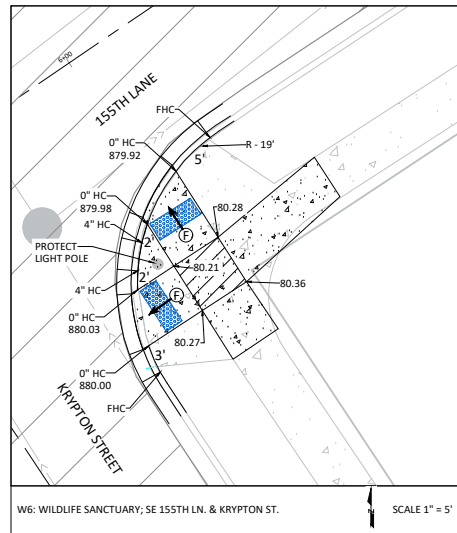 6+00
155TH LANE
FHC
0" HC
879.92
R - 19'
5'
0" HC
879.98
4" HC
80.28
2'
F
PROTECT
LIGHT POLE
80.21
2'
4" HC
80.36
F
0" HC
880.03
80.27
3'
0" HC
880.00
FHC
KRYPTON STREET
W6: WILDLIFE SANCTUARY; SE 155TH LN. & KRYPTON ST.
SCALE 1" = 5'